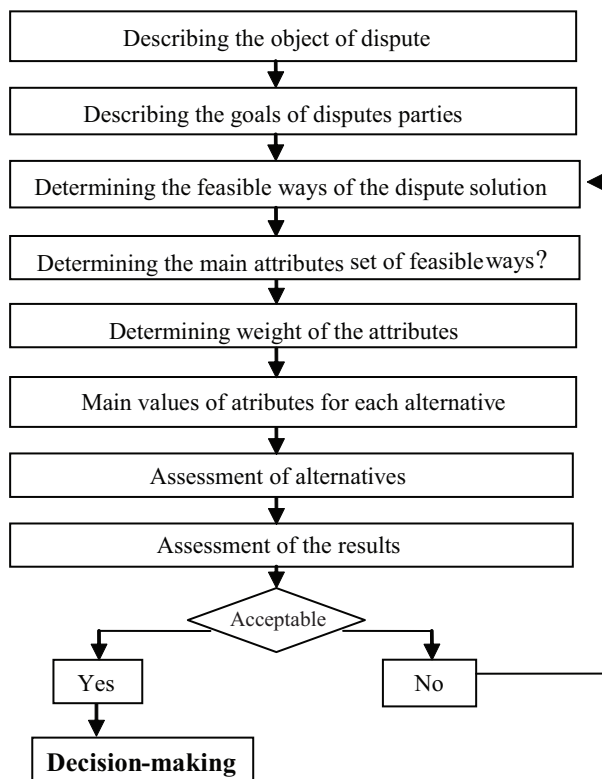 Describing the object of dispute
Describing the goals of disputes parties
Determining the feasible ways of the dispute solution
Determining the main attributes set of feasible ways?
Determining weight of the attributes
Main values of atributes for each alternative
Assessment of alternatives
Assessment of the results
Acceptable
Yes
No
Decision-making